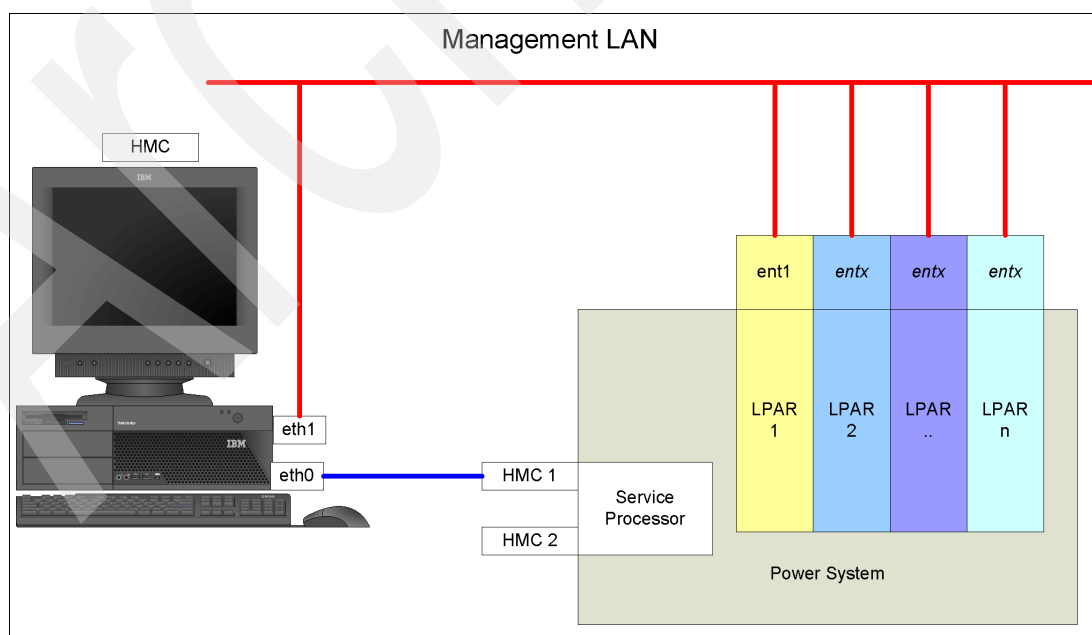 Management LAN
HMC
IBM
eth1
IBM
eth0
HMC 1
HMC 2
Service
Processor
ent1
entx
entx
entx
LPAR
1
LPAR
2
LPAR
..
LPAR
n
Power System